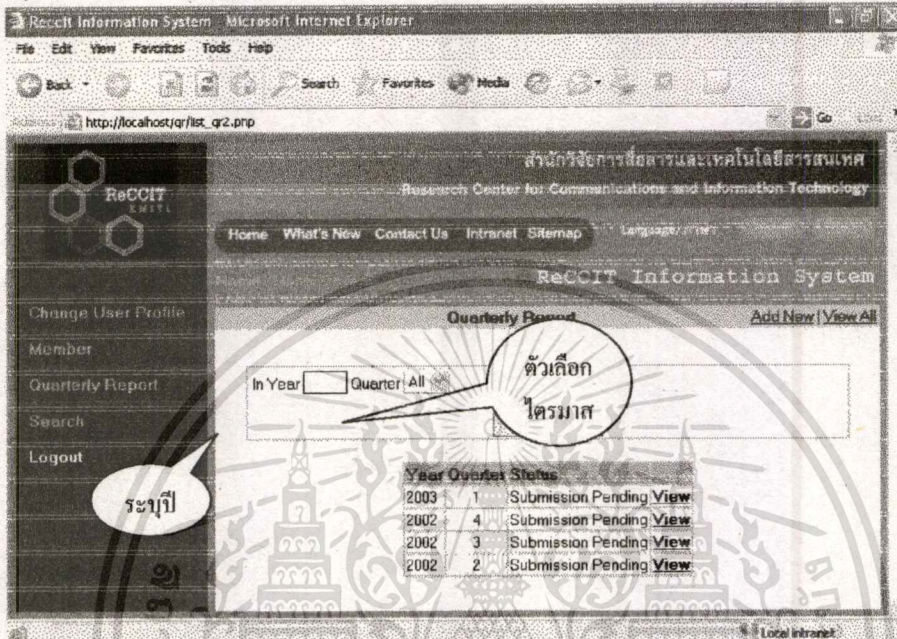 Reccit Information System - Microsoft Internet Explorer
File Edit View Favorites Tools Help
Back Search Favorites Media
http://localhost/qr/list_qr2.php Go
ReCCIT
KMITL
สำนักวิจัยการสื่อสารและเทคโนโลยีสารสนเทศ
Research Center for Communications and Information Technology
Home What's New Contact Us Intranet Sitemap Language/ภาษา
ReCCIT Information System
Quarterly Report Add New | View All
Change User Profile
Member
Quarterly Report
Search
Logout
In Year Quarter All
ตัวเลือก
ไตรมาส
ระบุปี
Year Quarter Status
2003 1 Submission Pending View
2002 4 Submission Pending View
2002 3 Submission Pending View
2002 2 Submission Pending View
Local intranet